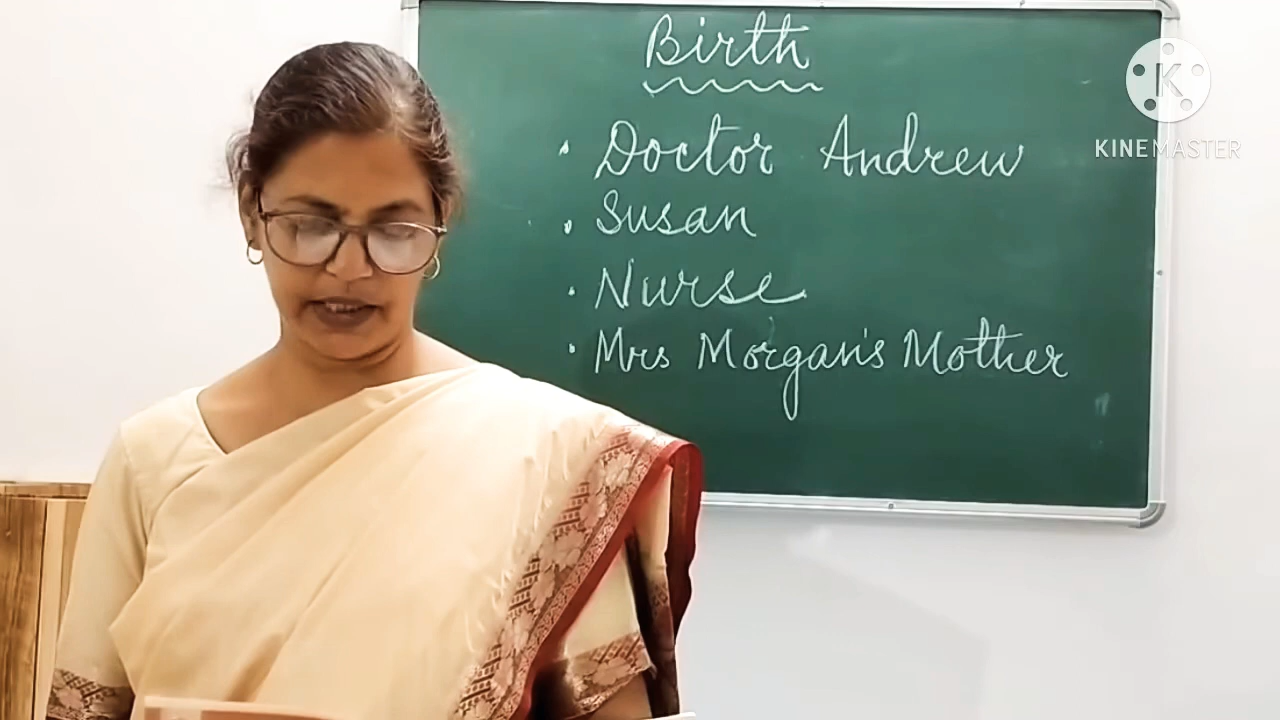 Birth
Doctor Andrew
Susan
Nurse
Mrs Morgan's Mother
K
KINEMASTER